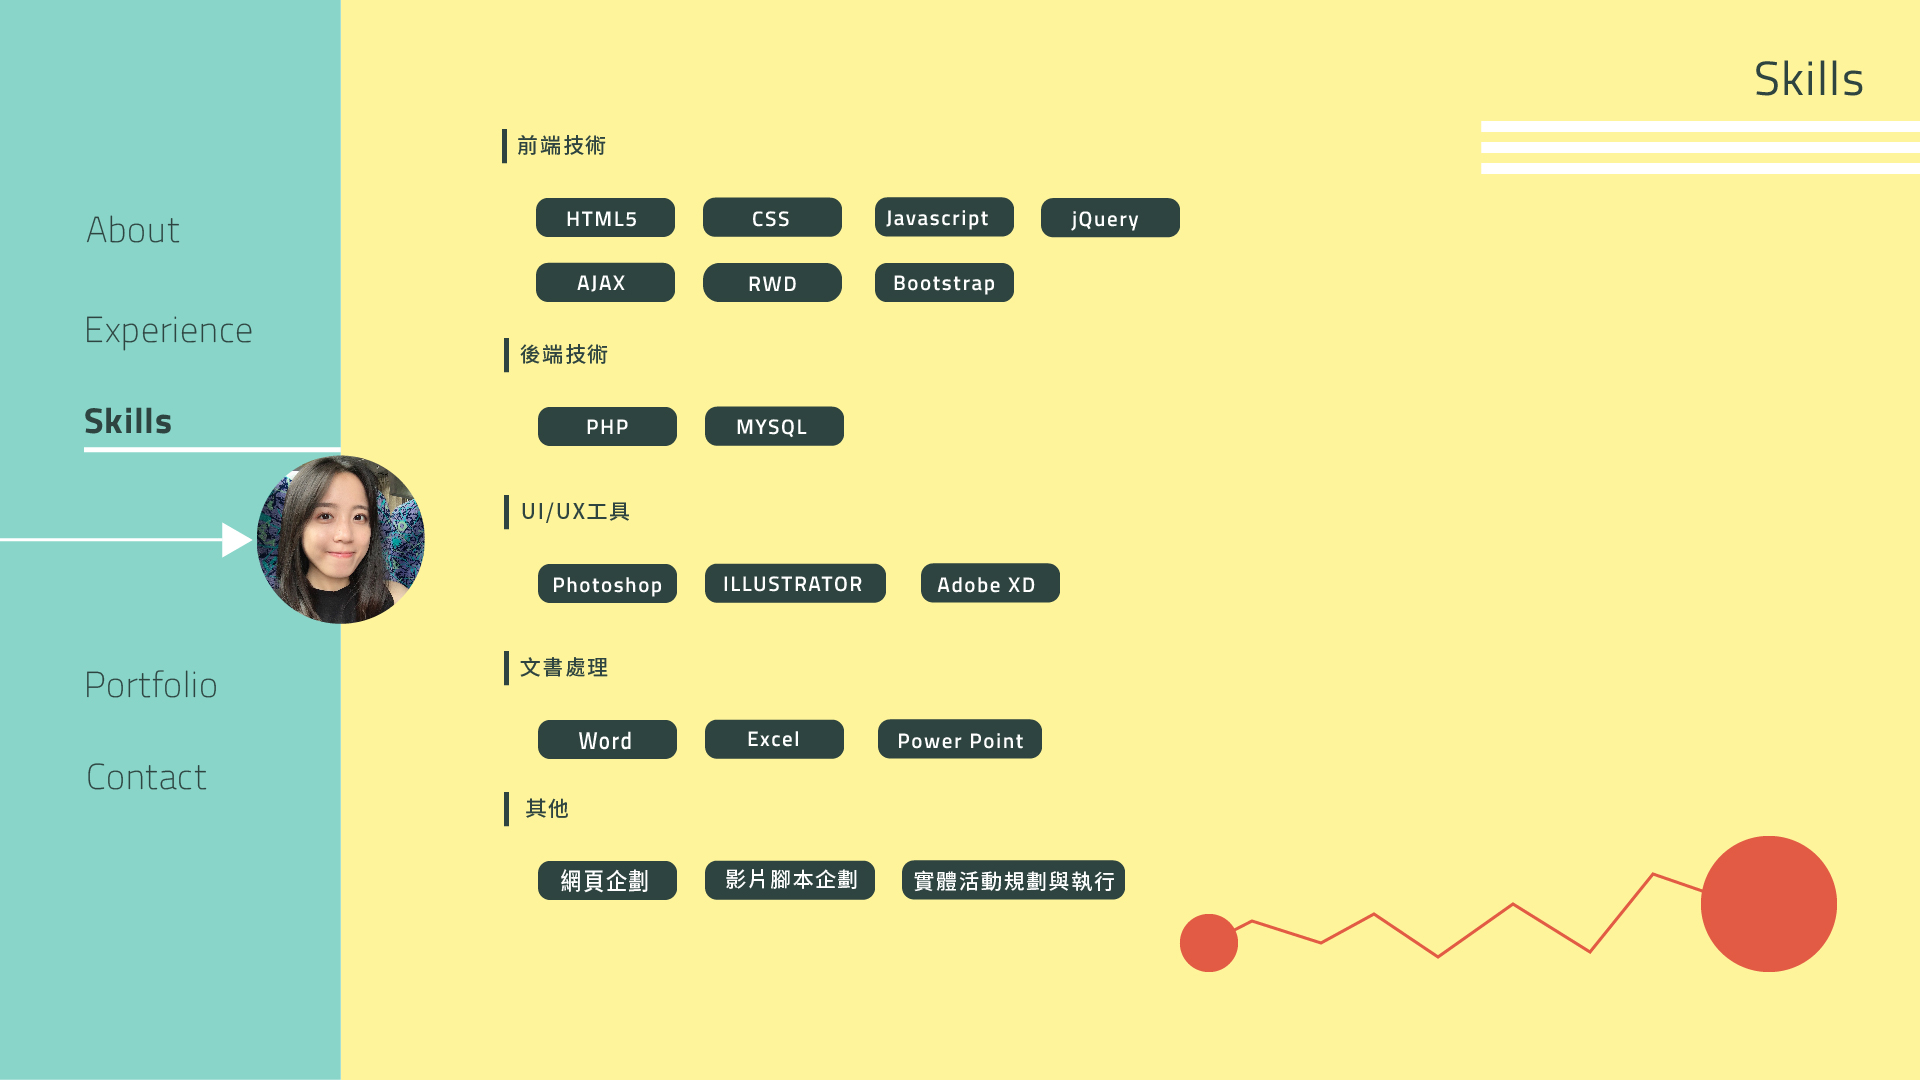 About
Experience
Skills
Portfolio
Contact
Skills
前端技術
HTML5 CSS Javascript jQuery
AJAX RWD Bootstrap
後端技術
PHP MYSQL
UI/UX工具
Photoshop ILLUSTRATOR Adobe XD
文書處理
Word Excel Power Point
其他
網頁企劃 影片腳本企劃 實體活動規劃與執行